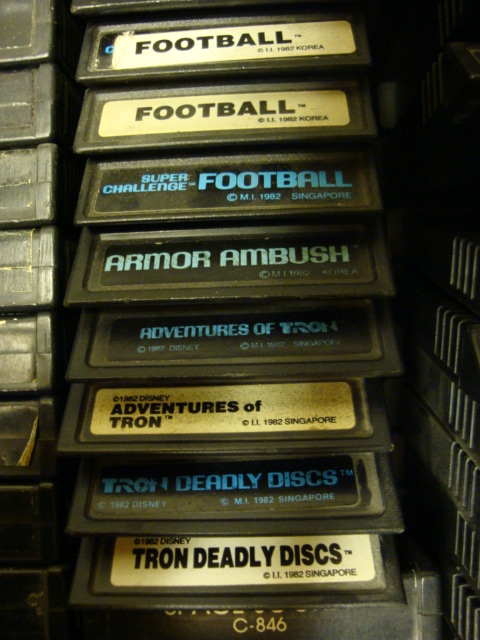 C FOOTBALL™
© I.I. 1982 KOREA
FOOTBALL™
© I.I. 1982 KOREA
SUPER
CHALLENGE™ FOOTBALL
© M.I. 1982 SINGAPORE
ARMOR AMBUSH™
© M.I. 1982 KOREA
ADVENTURES OF TRON™
© 1982 DISNEY © M.I. 1982 SINGAPORE
©1982 DISNEY
ADVENTURES of
TRON™
© I.I. 1982 SINGAPORE
TRON DEADLY DISCS™
© 1982 DISNEY © M.I. 1982 SINGAPORE
©1982 DISNEY
TRON DEADLY DISCS™
© I.I. 1982 SINGAPORE
C-846